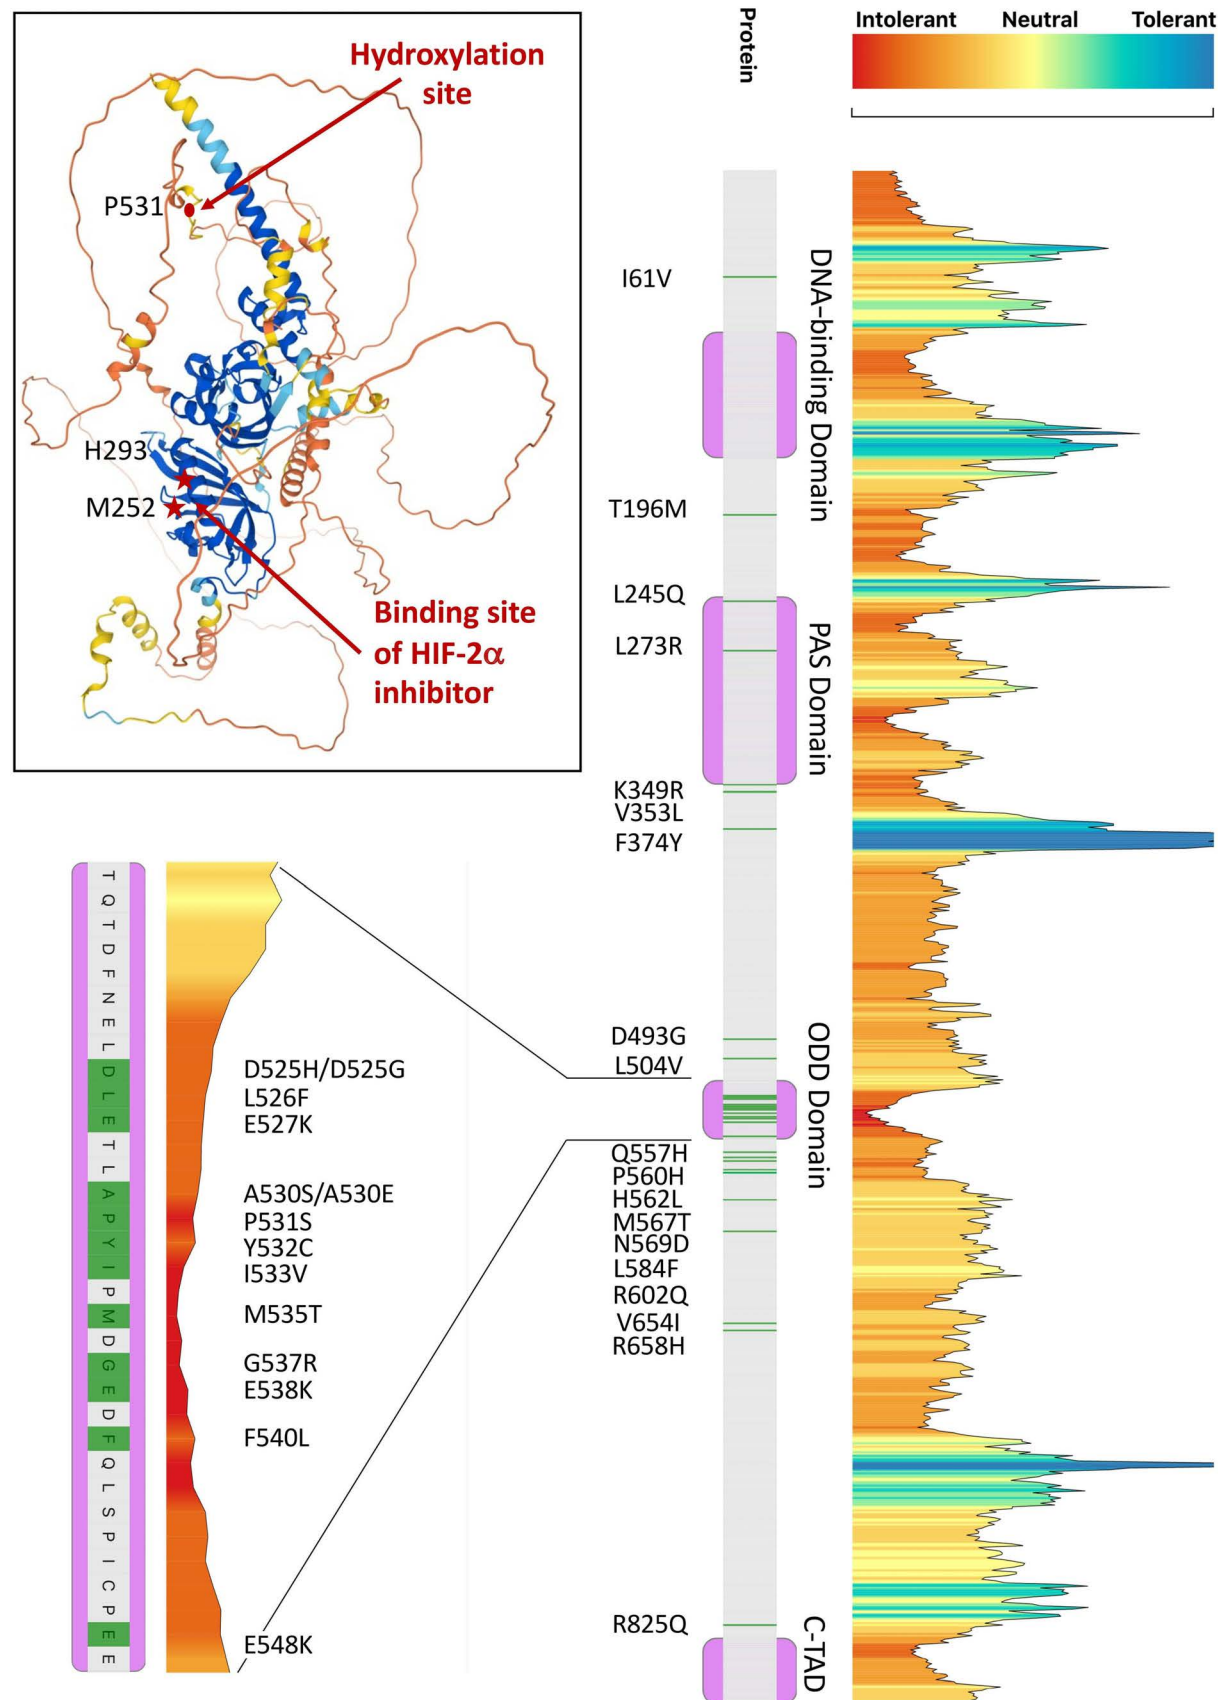 Hydroxylation
site
P531
H293
M252
Binding site
of HIF-2α
inhibitor
Protein
Intolerant Neutral Tolerant
I61V
DNA-binding Domain
T196M
L245Q
L273R
PAS Domain
K349R
V353L
F374Y
D493G
L504V
ODD Domain
Q557H
P560H
H562L
M567T
N569D
L584F
R602Q
V654I
R658H
R825Q
C-TAD
T
Q
T
D
F
N
E
L
D
L
E
T
L
A
P
Y
I
P
M
D
G
E
D
F
Q
L
S
P
I
C
P
E
E
D525H/D525G
L526F
E527K
A530S/A530E
P531S
Y532C
I533V
M535T
G537R
E538K
F540L
E548K